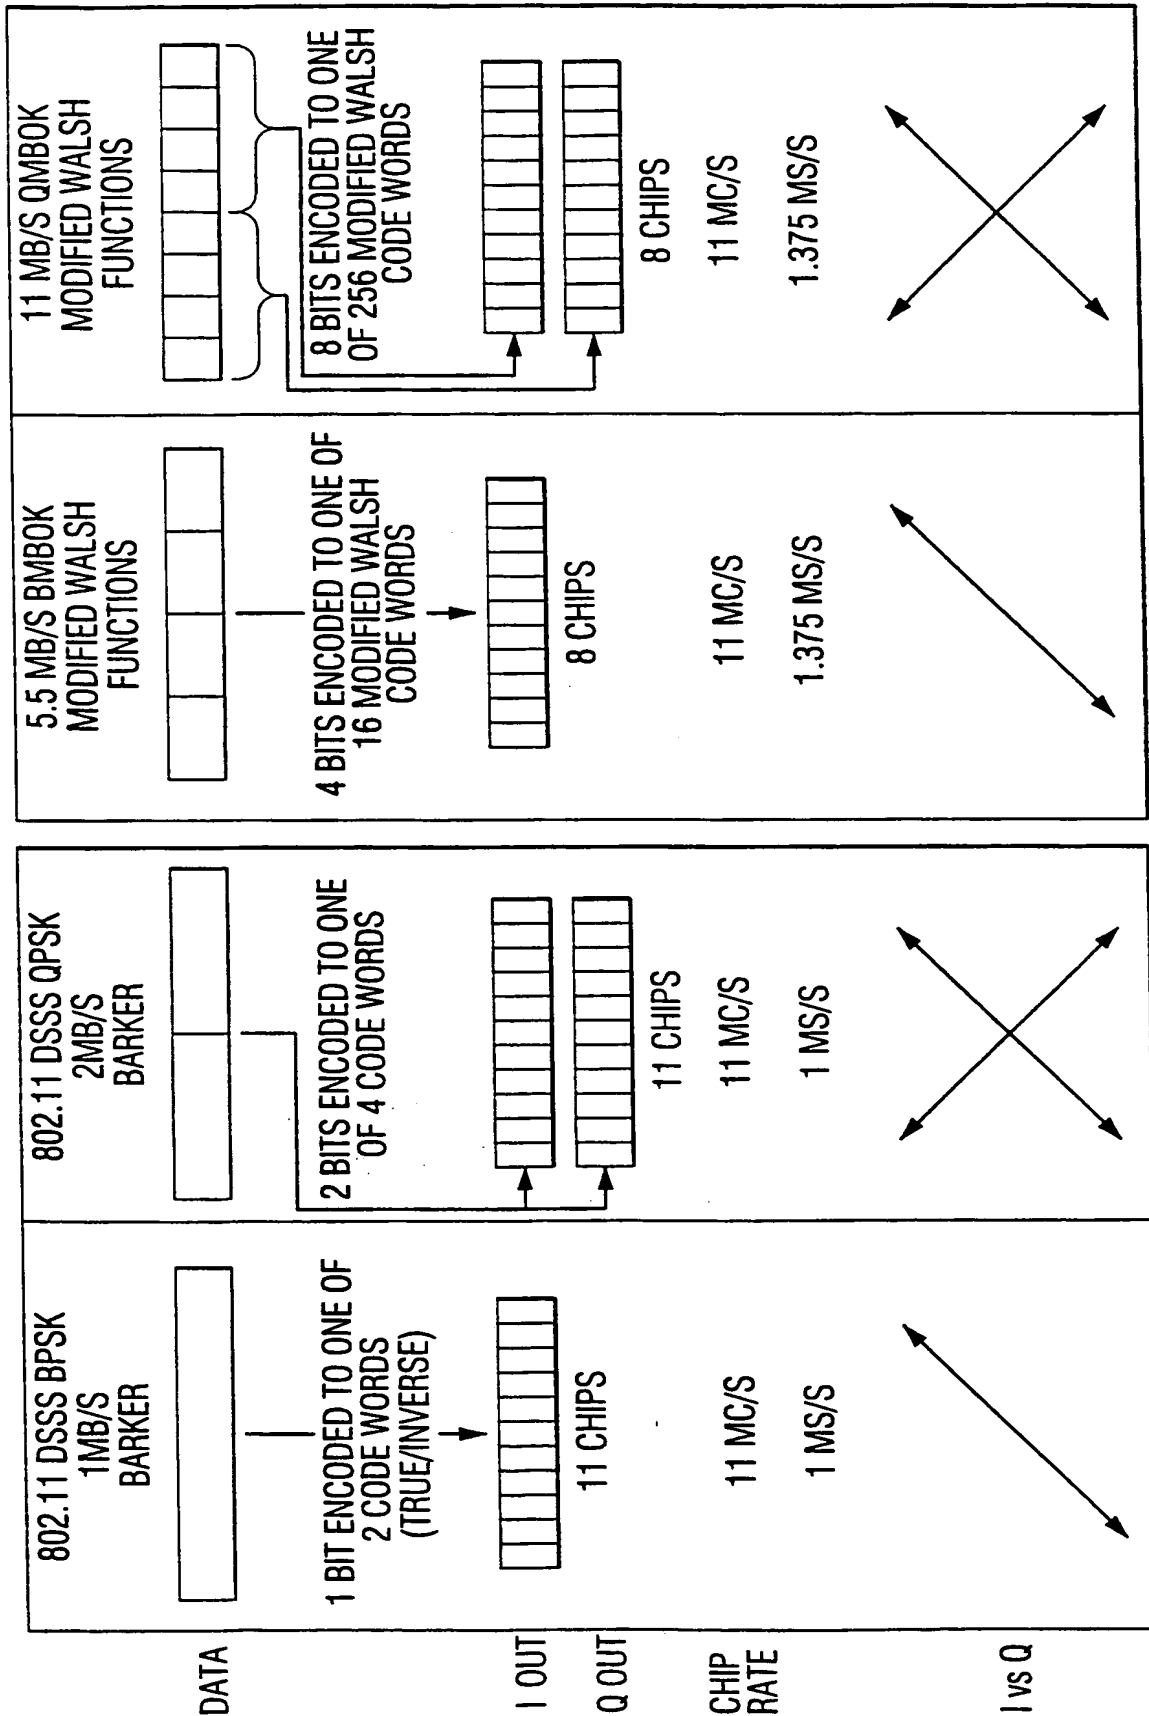 802.11 DSSS BPSK
1MB/S
BARKER
802.11 DSSS QPSK
2MB/S
BARKER
5.5 MB/S BMBOK
MODIFIED WALSH
FUNCTIONS
11 MB/S QMBOK
MODIFIED WALSH
FUNCTIONS
DATA
1 BIT ENCODED TO ONE OF
2 CODE WORDS
(TRUE/INVERSE)
2 BITS ENCODED TO ONE
OF 4 CODE WORDS
4 BITS ENCODED TO ONE OF
16 MODIFIED WALSH
CODE WORDS
8 BITS ENCODED TO ONE
OF 256 MODIFIED WALSH
CODE WORDS
I OUT
Q OUT
11 CHIPS
11 CHIPS
8 CHIPS
8 CHIPS
CHIP
RATE
11 MC/S
11 MC/S
11 MC/S
11 MC/S
1 MS/S
1 MS/S
1.375 MS/S
1.375 MS/S
I vs Q